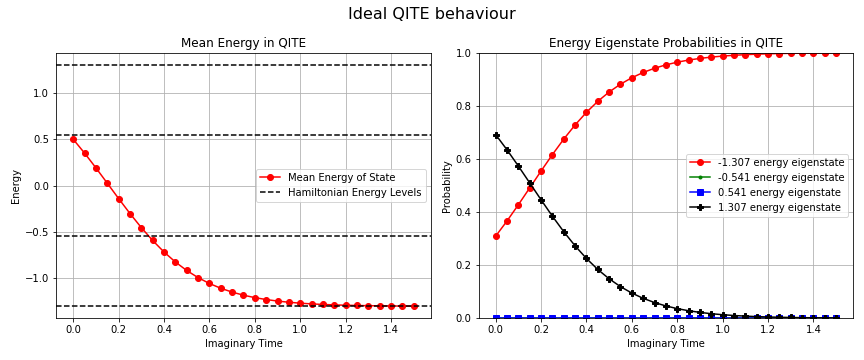 Ideal QITE behaviour
Mean Energy in QITE
Energy
1.0
0.5
0.0
−0.5
−1.0
0.0 0.2 0.4 0.6 0.8 1.0 1.2 1.4
Imaginary Time
Mean Energy of State
Hamiltonian Energy Levels
Energy Eigenstate Probabilities in QITE
Probability
1.0
0.8
0.6
0.4
0.2
0.0
0.0 0.2 0.4 0.6 0.8 1.0 1.2 1.4
Imaginary Time
-1.307 energy eigenstate
-0.541 energy eigenstate
0.541 energy eigenstate
1.307 energy eigenstate